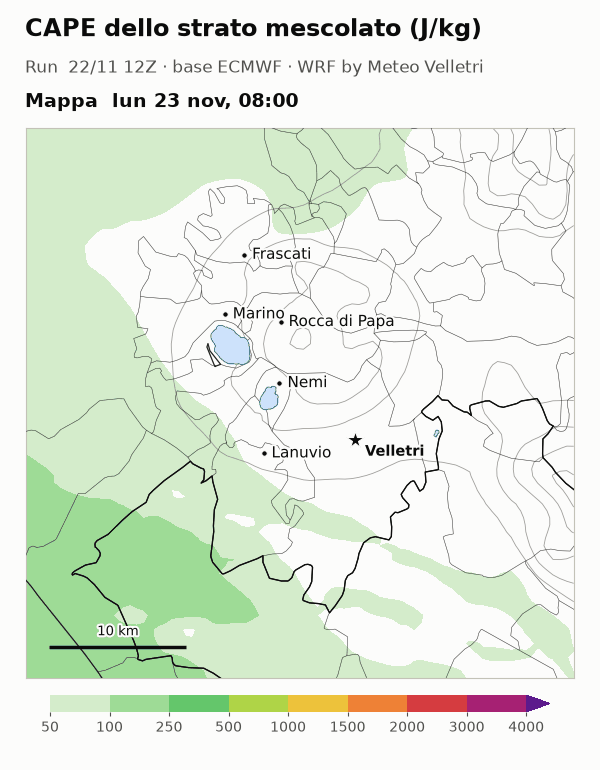 CAPE dello strato mescolato (J/kg)
Run  22/11 12Z · base ECMWF · WRF by Meteo Velletri
Mappa  lun 23 nov, 08:00
Frascati
Marino
Rocca di Papa
Nemi
Velletri
Lanuvio
10 km
50 100 250 500 1000 1500 2000 3000 4000